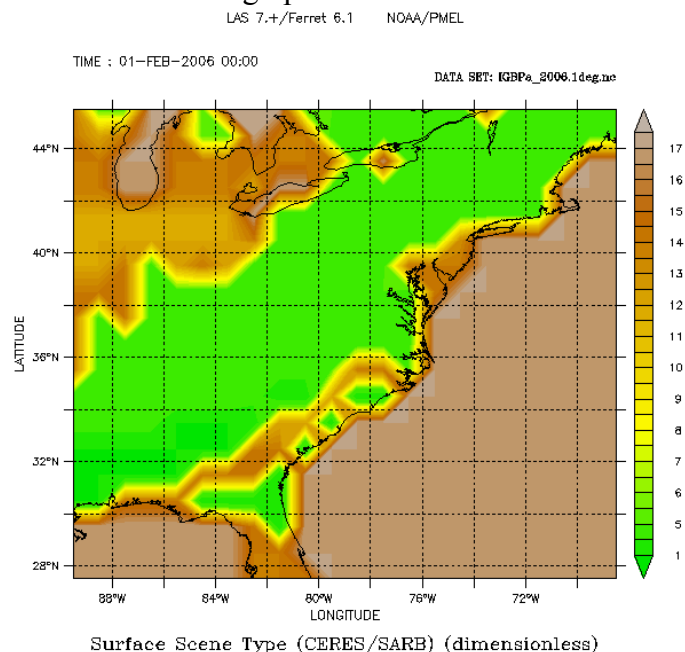 LAS 7.+/Ferret 6.1 NOAA/PMEL
TIME : 01-FEB-2006 00:00
DATA SET: IGBPa_2006.1deg.nc
44°N
40°N
36°N
32°N
28°N
LATITUDE
88°W 84°W 80°W 76°W 72°W
LONGITUDE
17
16
15
14
13
12
11
10
9
8
7
6
5
1
Surface Scene Type (CERES/SARB) (dimensionless)